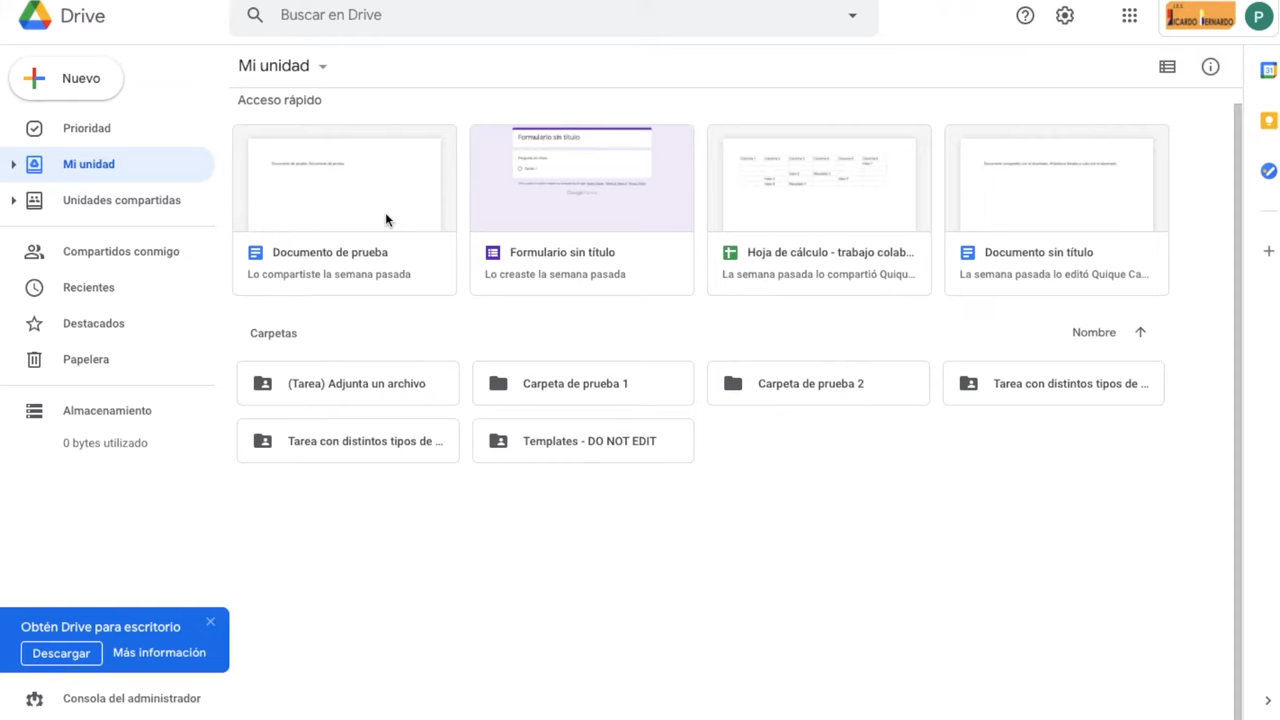 Drive
Buscar en Drive
P
Nuevo
Mi unidad
Acceso rápido
Prioridad
Mi unidad
Unidades compartidas
Compartidos conmigo
Recientes
Destacados
Papelera
Almacenamiento
0 bytes utilizado
Formulario sin título
Documento de prueba
Lo compartiste la semana pasada
Formulario sin título
Lo creaste la semana pasada
Hoja de cálculo - trabajo colab...
La semana pasada lo compartió Quiqu...
Documento sin título
La semana pasada lo editó Quique Ca...
Carpetas
Nombre
(Tarea) Adjunta un archivo
Carpeta de prueba 1
Carpeta de prueba 2
Tarea con distintos tipos de ...
Tarea con distintos tipos de ...
Templates - DO NOT EDIT
Obtén Drive para escritorio
Descargar
Más información
Consola del administrador
31